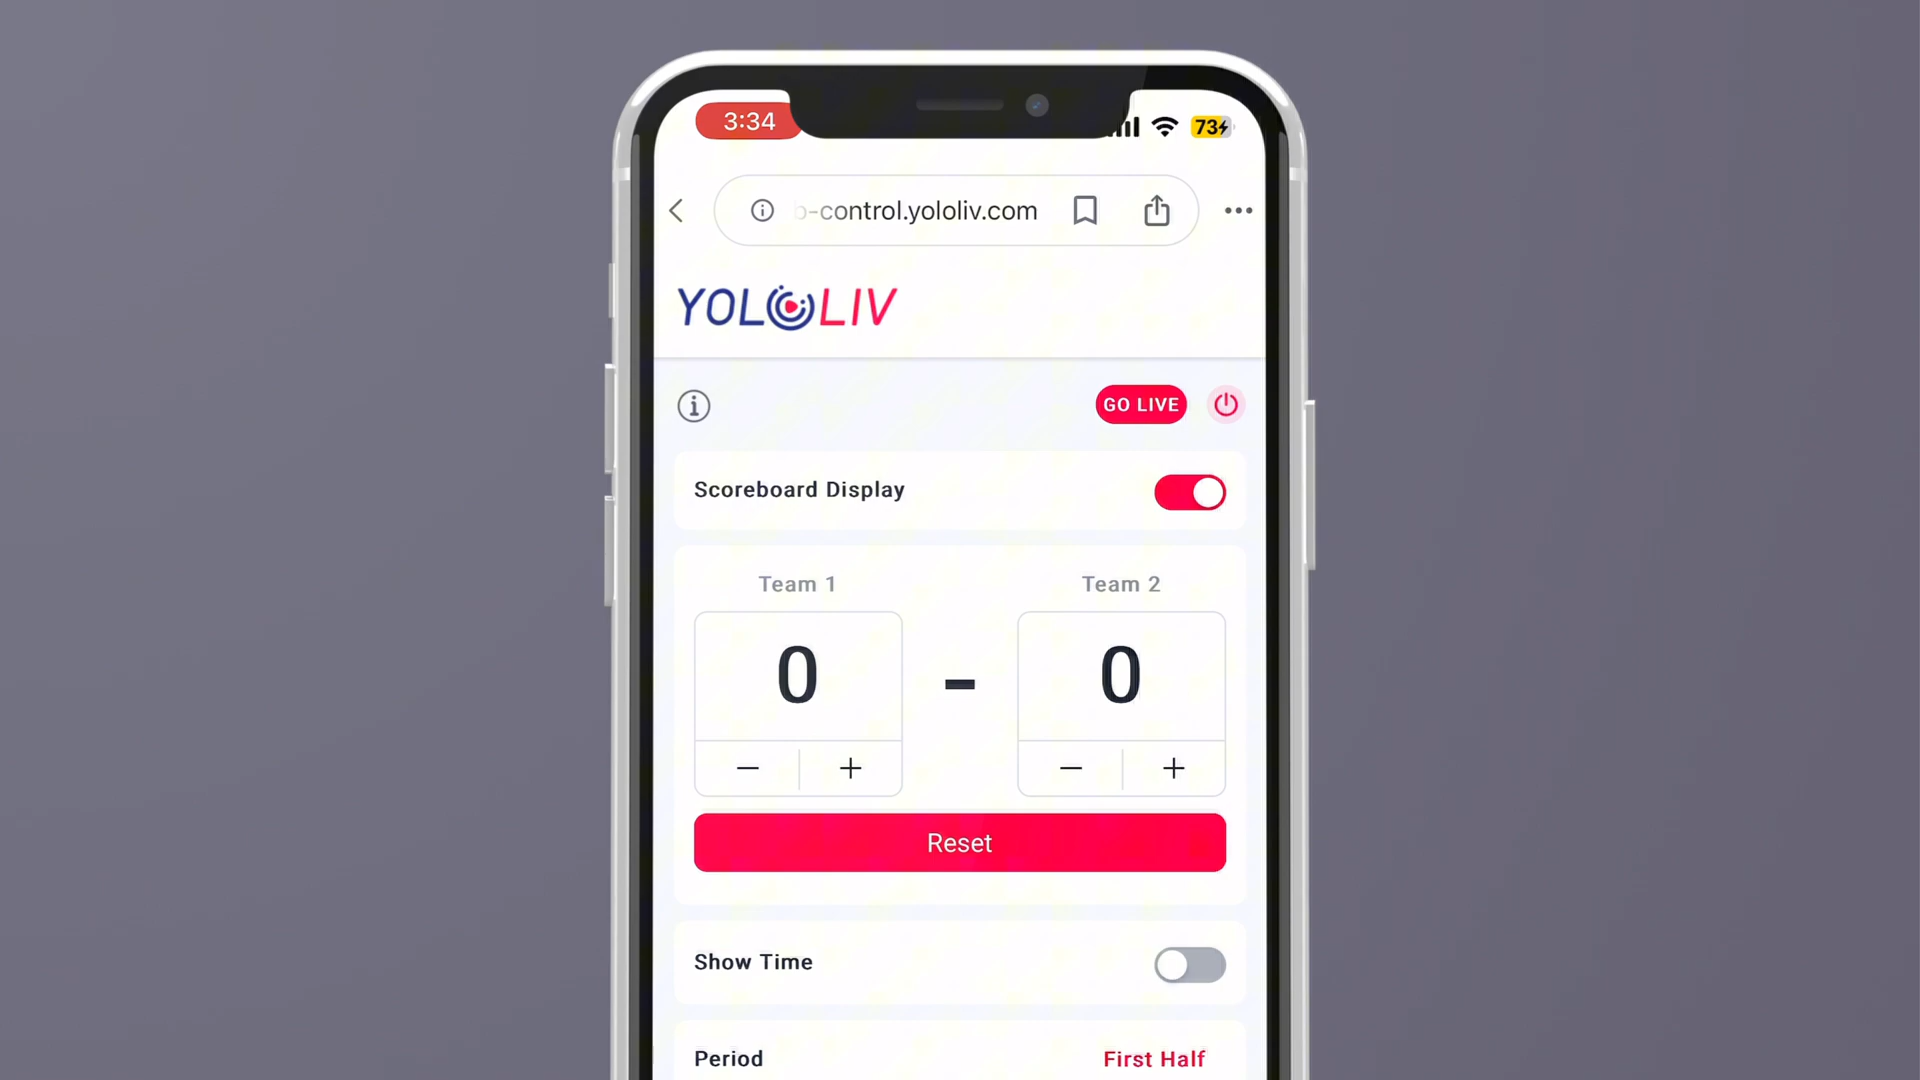 3:34
73
b-control.yololiv.com
YOLOLIV
GO LIVE
Scoreboard Display
Team 1
Team 2
0 - 0
Reset
Show Time
Period
First Half